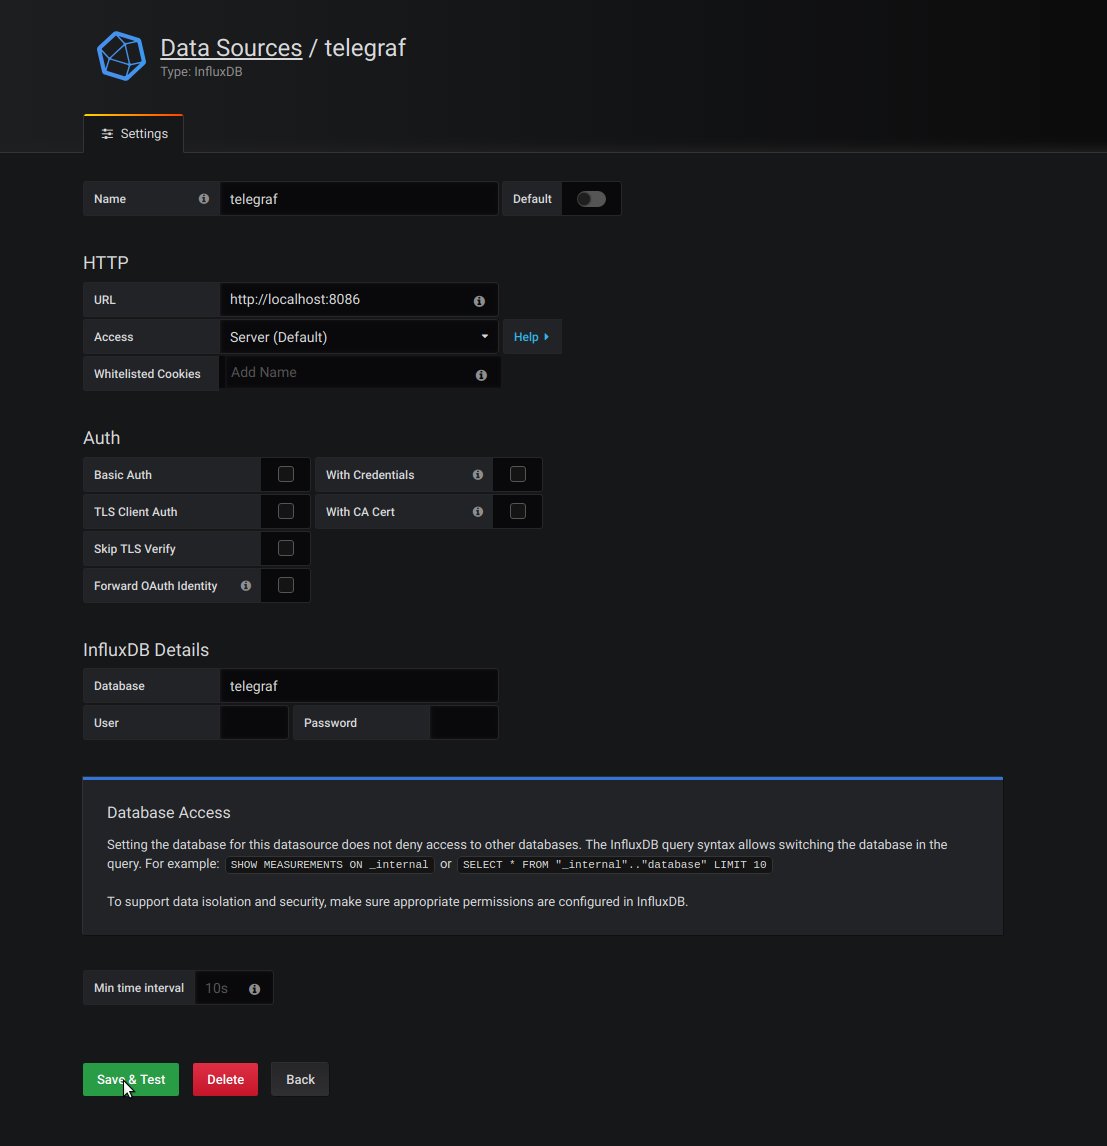 Data Sources / telegraf
Type: InfluxDB
Settings
Name telegraf Default
HTTP
URL http://localhost:8086
Access Server (Default) Help
Whitelisted Cookies Add Name
Auth
Basic Auth With Credentials
TLS Client Auth With CA Cert
Skip TLS Verify
Forward OAuth Identity
InfluxDB Details
Database telegraf
User Password
Database Access
Setting the database for this datasource does not deny access to other databases. The InfluxDB query syntax allows switching the database in the
query. For example: SHOW MEASUREMENTS ON _internal or SELECT * FROM "_internal".."database" LIMIT 10
To support data isolation and security, make sure appropriate permissions are configured in InfluxDB.
Min time interval 10s
Save & Test Delete Back